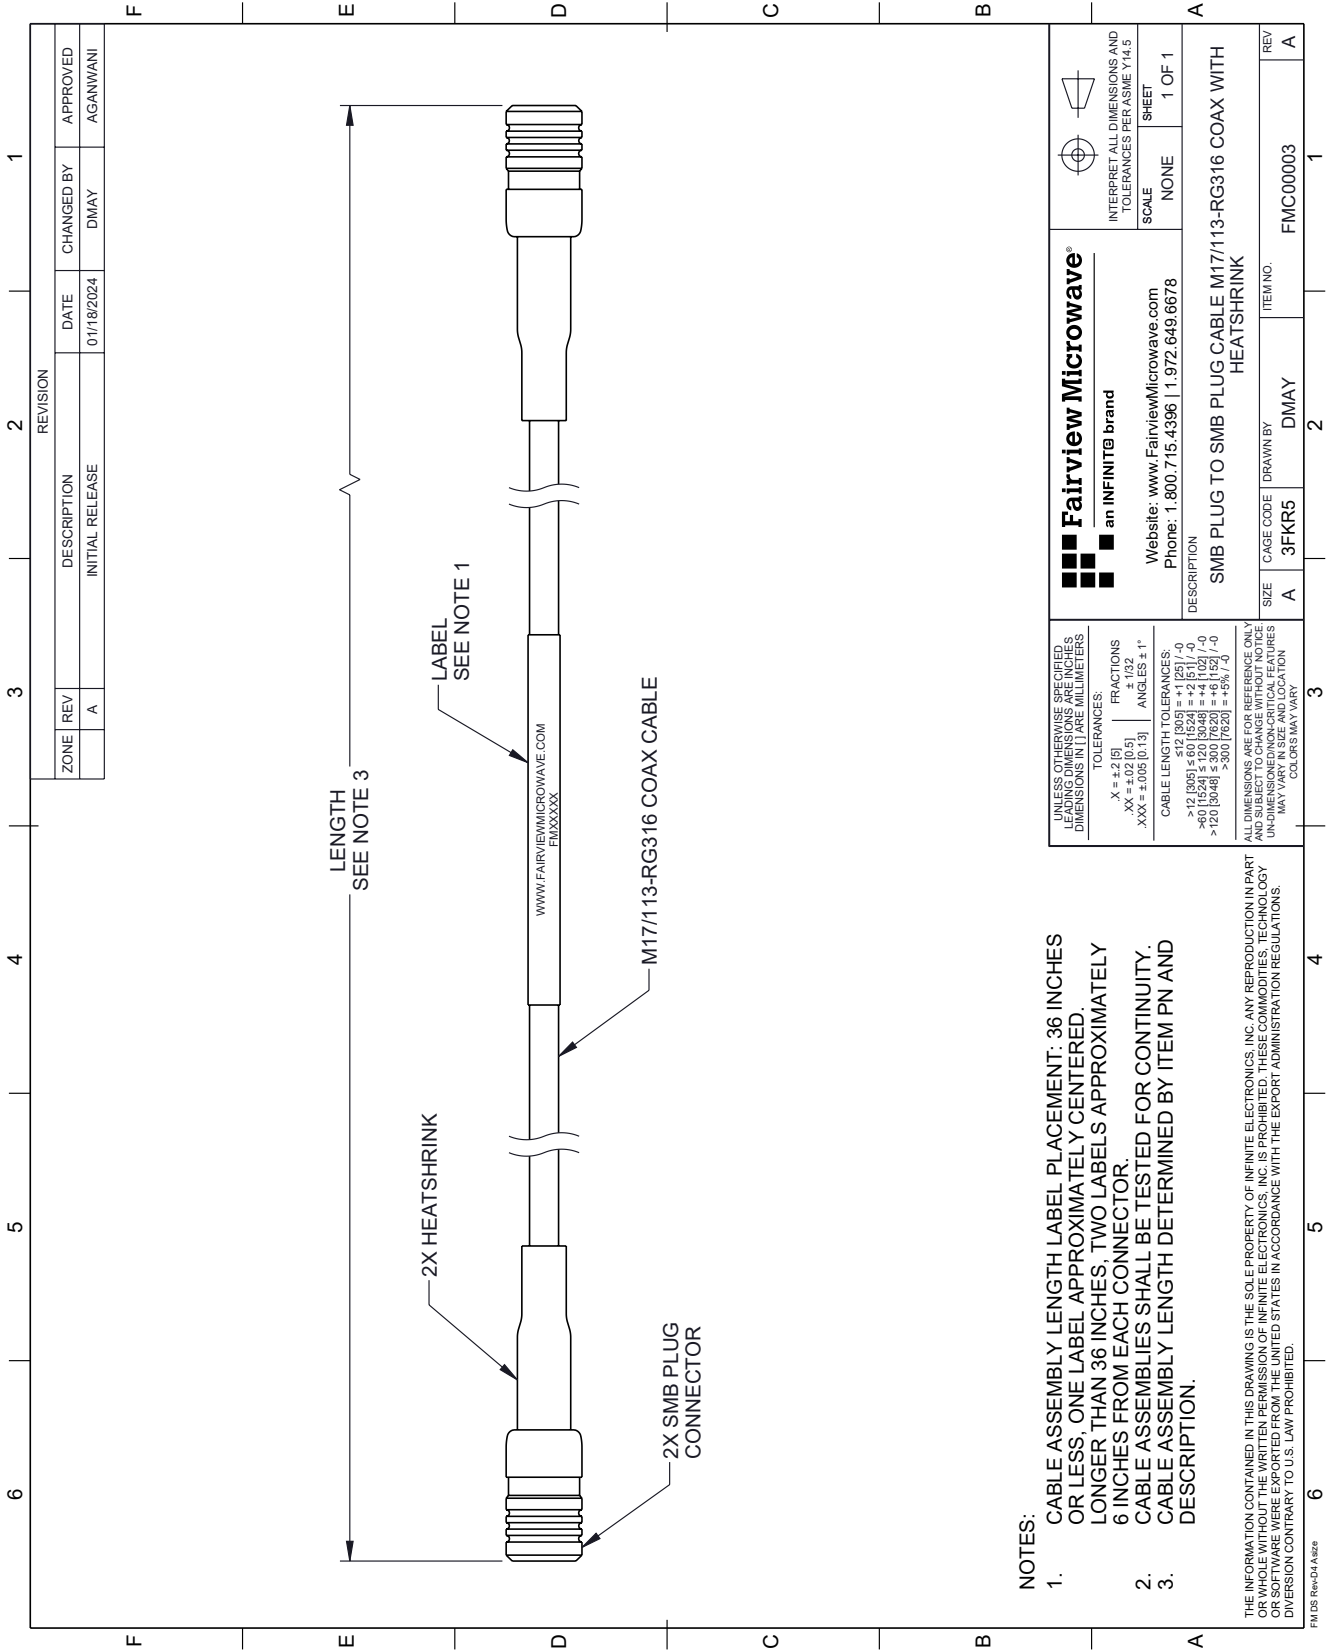 6
5
4
3
2
1
F
E
D
C
B
A
REVISION
ZONE
REV
DESCRIPTION
DATE
CHANGED BY
APPROVED
A
INITIAL RELEASE
01/18/2024
DMAY
AGANWANI
LENGTH
SEE NOTE 3
2X HEATSHRINK
LABEL
SEE NOTE 1
WWW.FAIRVIEWMICROWAVE.COM
FMXXXXX
M17/113-RG316 COAX CABLE
2X SMB PLUG
CONNECTOR
NOTES:
1. CABLE ASSEMBLY LENGTH LABEL PLACEMENT: 36 INCHES
OR LESS, ONE LABEL APPROXIMATELY CENTERED.
LONGER THAN 36 INCHES, TWO LABELS APPROXIMATELY
6 INCHES FROM EACH CONNECTOR.
2. CABLE ASSEMBLIES SHALL BE TESTED FOR CONTINUITY.
3. CABLE ASSEMBLY LENGTH DETERMINED BY ITEM PN AND
DESCRIPTION.
THE INFORMATION CONTAINED IN THIS DRAWING IS THE SOLE PROPERTY OF INFINITE ELECTRONICS, INC. ANY REPRODUCTION IN PART
OR WHOLE WITHOUT THE WRITTEN PERMISSION OF INFINITE ELECTRONICS, INC. IS PROHIBITED. THESE COMMODITIES, TECHNOLOGY
OR SOFTWARE WERE EXPORTED FROM THE UNITED STATES IN ACCORDANCE WITH THE EXPORT ADMINISTRATION REGULATIONS.
DIVERSION CONTRARY TO U.S. LAW PROHIBITED.
UNLESS OTHERWISE SPECIFIED
LEADING DIMENSIONS ARE INCHES
DIMENSIONS IN [ ] ARE MILLIMETERS
TOLERANCES:
.X = ±.2 [5]
.XX = ±.02 [0.5]
.XXX = ±.005 [0.13]
FRACTIONS
± 1/32
ANGLES ± 1°
CABLE LENGTH TOLERANCES:
≤12 [305] = +1 [25] / -0
>12 [305] ≤ 60 [1524] = +2 [51] / -0
>60 [1524] ≤ 120 [3048] = +4 [102] / -0
>120 [3048] ≤ 300 [7620] = +6 [152] / -0
>300 [7620] = +5% / -0
ALL DIMENSIONS ARE FOR REFERENCE ONLY
AND SUBJECT TO CHANGE WITHOUT NOTICE.
UN-DIMENSIONED/NON-CRITICAL FEATURES
MAY VARY IN SIZE AND LOCATION
COLORS MAY VARY
Fairview Microwave®
an INFINIT@ brand
Website: www.FairviewMicrowave.com
Phone: 1.800.715.4396 | 1.972.649.6678
INTERPRET ALL DIMENSIONS AND
TOLERANCES PER ASME Y14.5
SCALE
NONE
SHEET
1 OF 1
DESCRIPTION
SMB PLUG TO SMB PLUG CABLE M17/113-RG316 COAX WITH
HEATSHRINK
SIZE
A
CAGE CODE
3FKR5
DRAWN BY
DMAY
ITEM NO.
FMC00003
REV
A
F
E
D
C
B
A
6
5
4
3
2
1
FM DS Rev-D4 A size